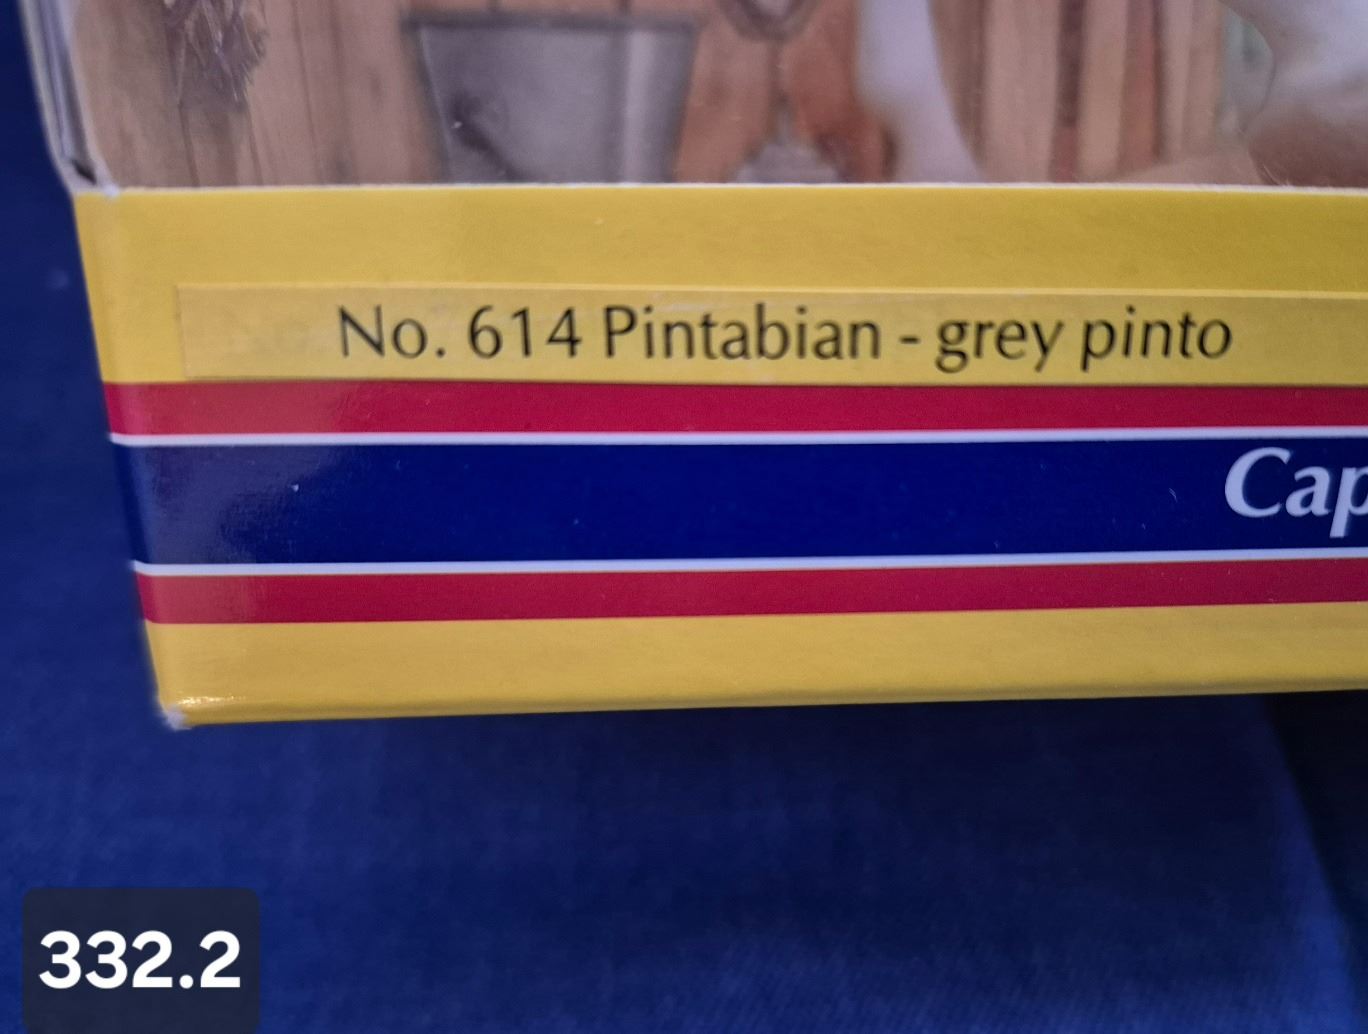 No. 614 Pintabian - grey pinto
Cap
332.2